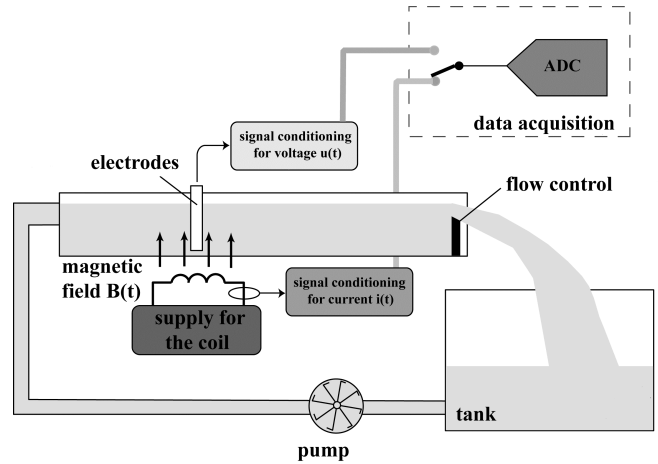 ADC
data acquisition
signal conditioning
for voltage u(t)
electrodes
flow control
magnetic
field B(t)
signal conditioning
for current i(t)
supply for
the coil
tank
pump